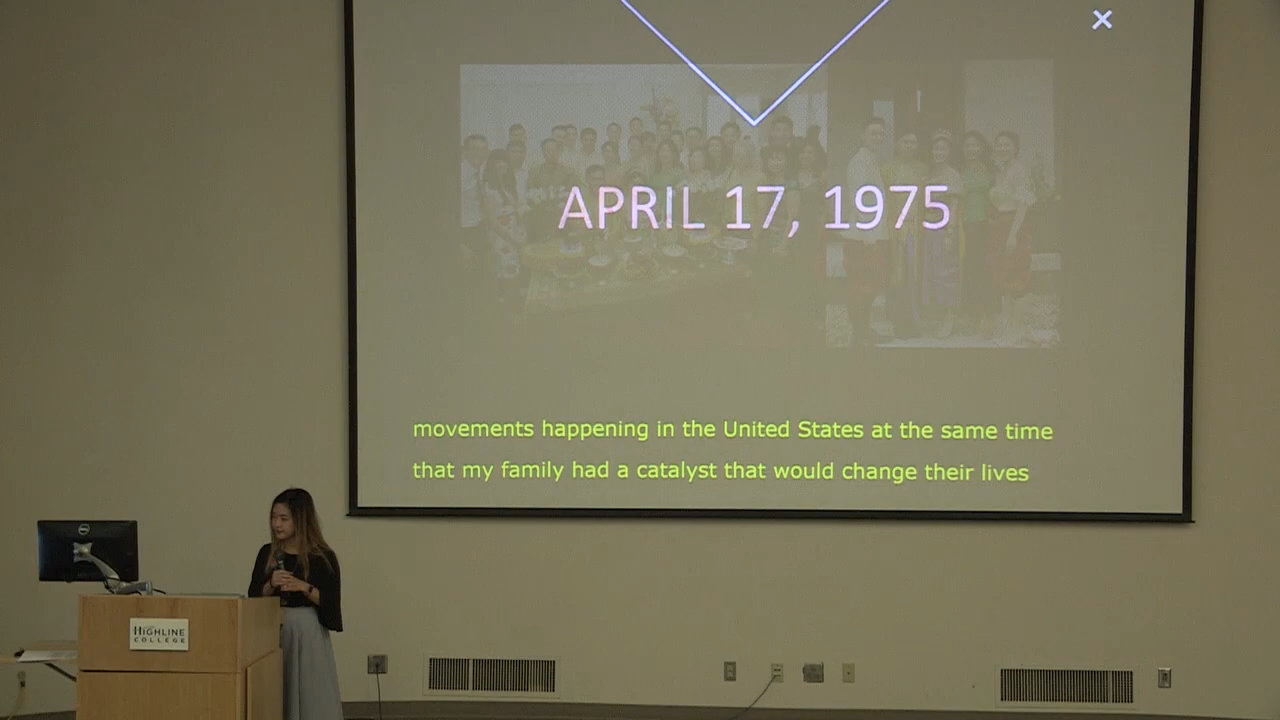 APRIL 17, 1975
movements happening in the United States at the same time
that my family had a catalyst that would change their lives
DELL
HIGHLINE
COLLEGE